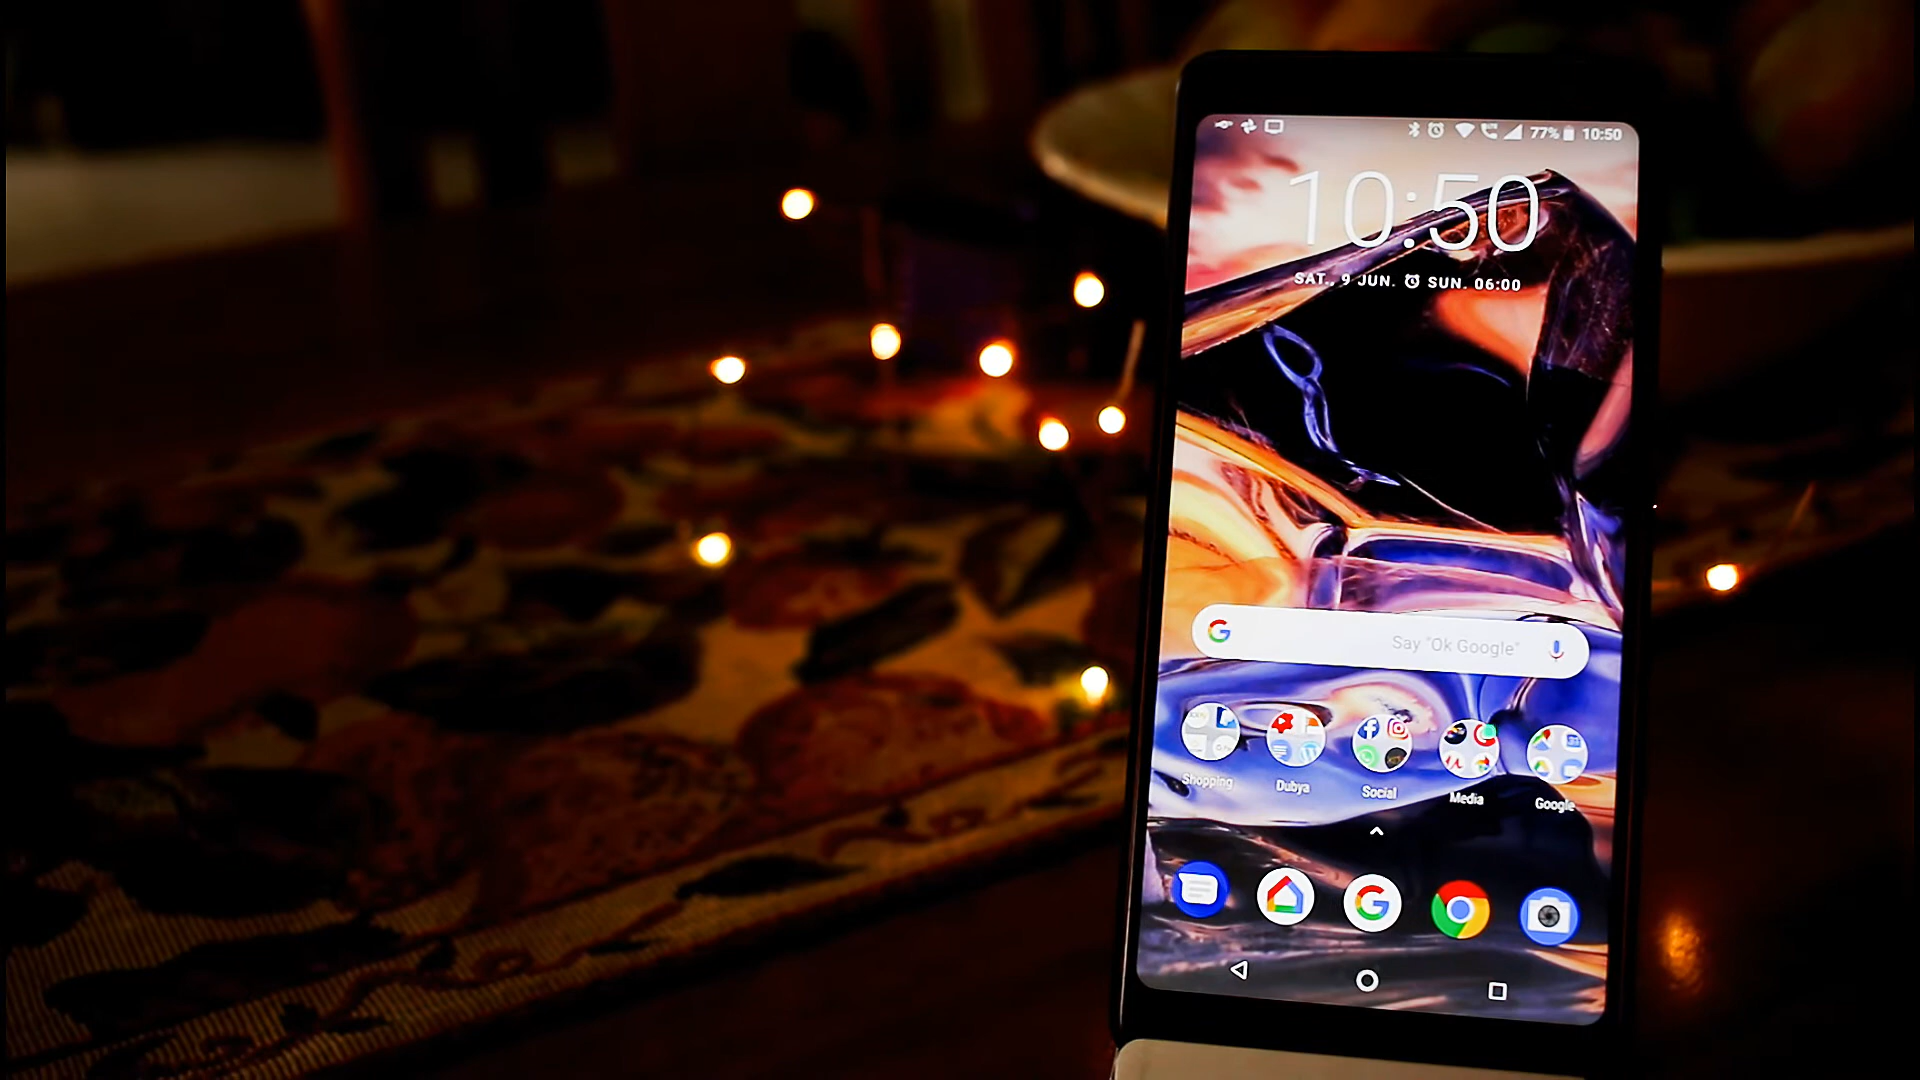 77% 10:50
10:50
SAT., 9 JUN. SUN. 06:00
G Say "Ok Google"
Shopping Dubya Social Media Google
G